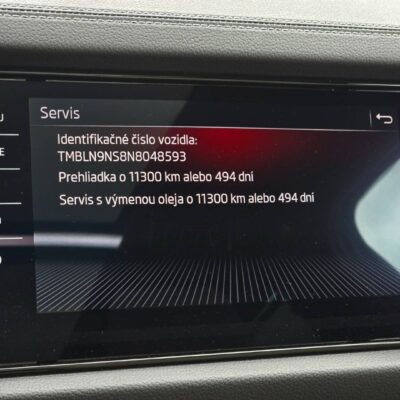 Servis
Identifikačné číslo vozidla:
TMBLN9NS8N8048593
Prehliadka o 11300 km alebo 494 dní
Servis s výmenou oleja o 11300 km alebo 494 dní